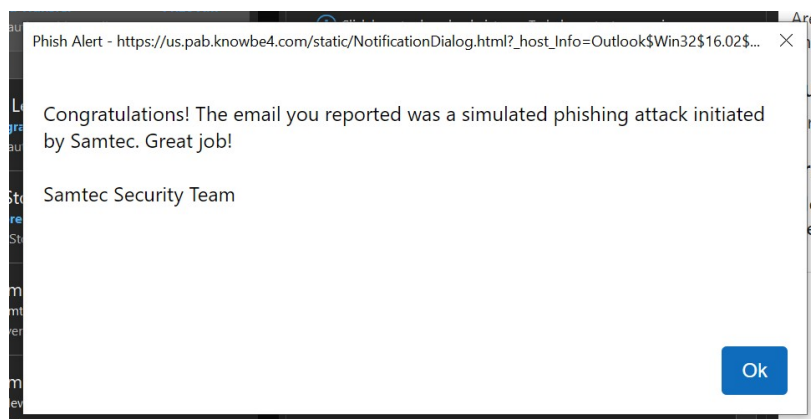 Phish Alert - https://us.pab.knowbe4.com/static/NotificationDialog.html?_host_Info=Outlook$Win32$16.02$...
Congratulations! The email you reported was a simulated phishing attack initiated
by Samtec. Great job!
Samtec Security Team
Ok